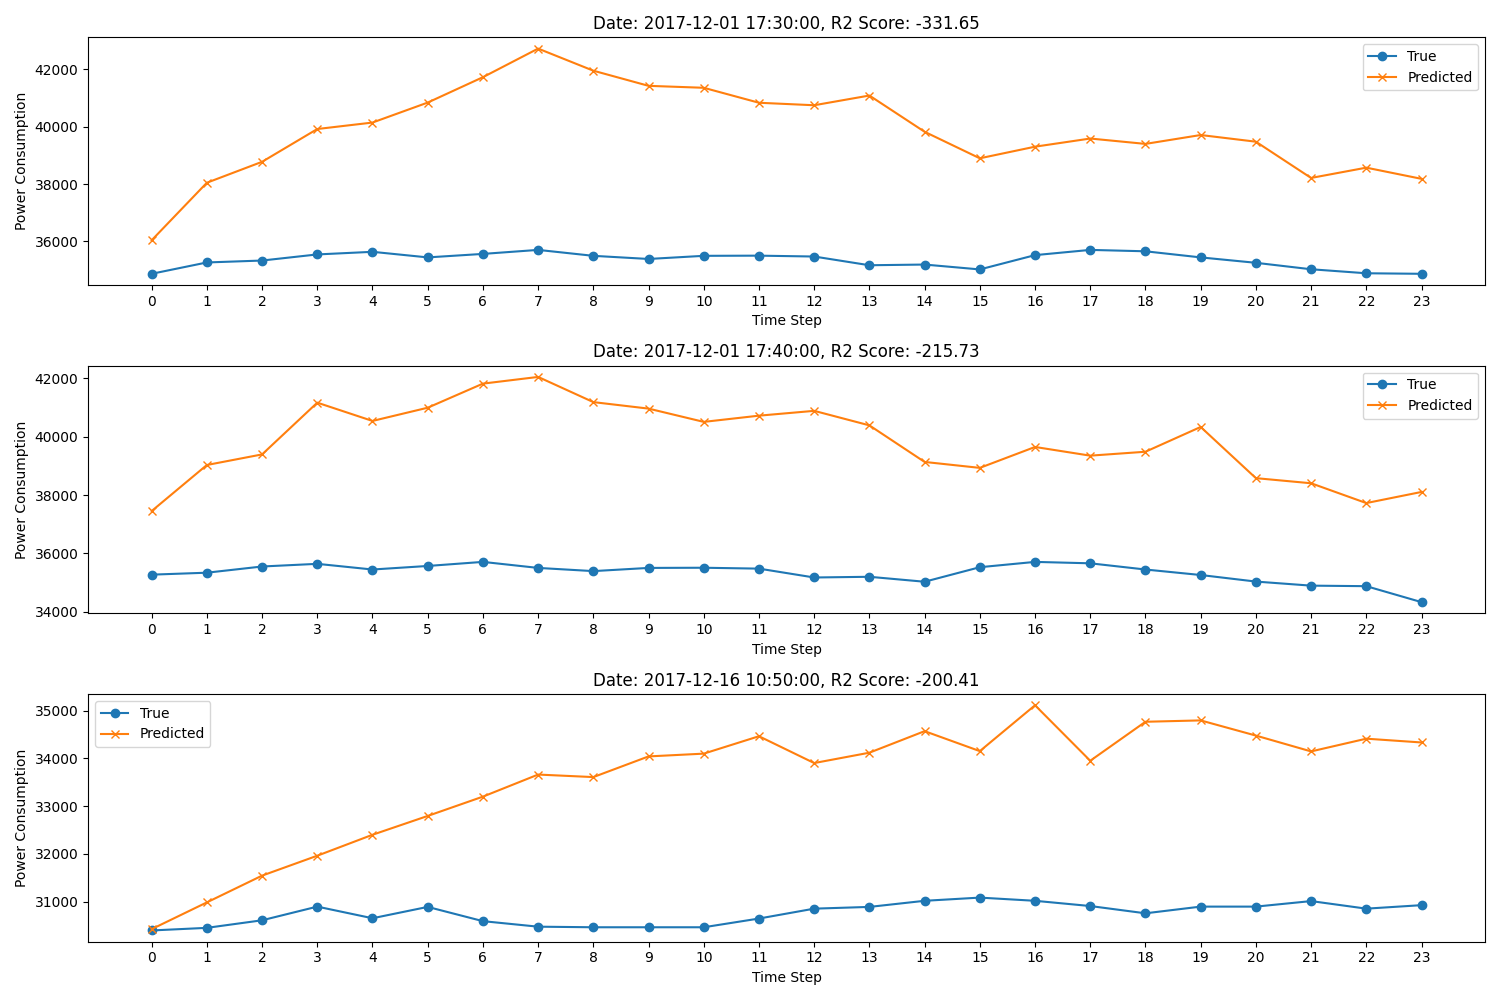 Date: 2017-12-01 17:30:00, R2 Score: -331.65
True
Predicted
Power Consumption
42000
40000
38000
36000
0 1 2 3 4 5 6 7 8 9 10 11 12 13 14 15 16 17 18 19 20 21 22 23
Time Step
Date: 2017-12-01 17:40:00, R2 Score: -215.73
True
Predicted
Power Consumption
42000
40000
38000
36000
34000
0 1 2 3 4 5 6 7 8 9 10 11 12 13 14 15 16 17 18 19 20 21 22 23
Time Step
Date: 2017-12-16 10:50:00, R2 Score: -200.41
True
Predicted
Power Consumption
35000
34000
33000
32000
31000
0 1 2 3 4 5 6 7 8 9 10 11 12 13 14 15 16 17 18 19 20 21 22 23
Time Step